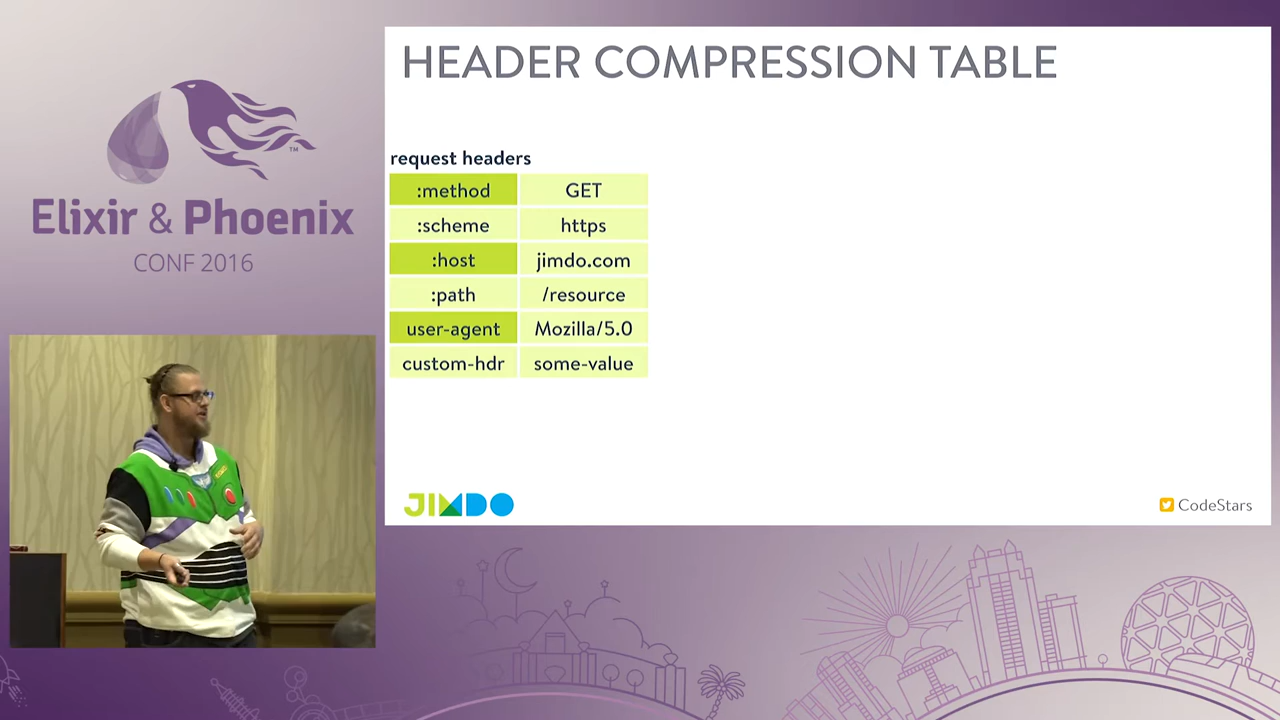 Elixir & Phoenix
CONF 2016
TM
HEADER COMPRESSION TABLE
request headers
:method GET
:scheme https
:host jimdo.com
:path /resource
user-agent Mozilla/5.0
custom-hdr some-value
JIMDO
CodeStars